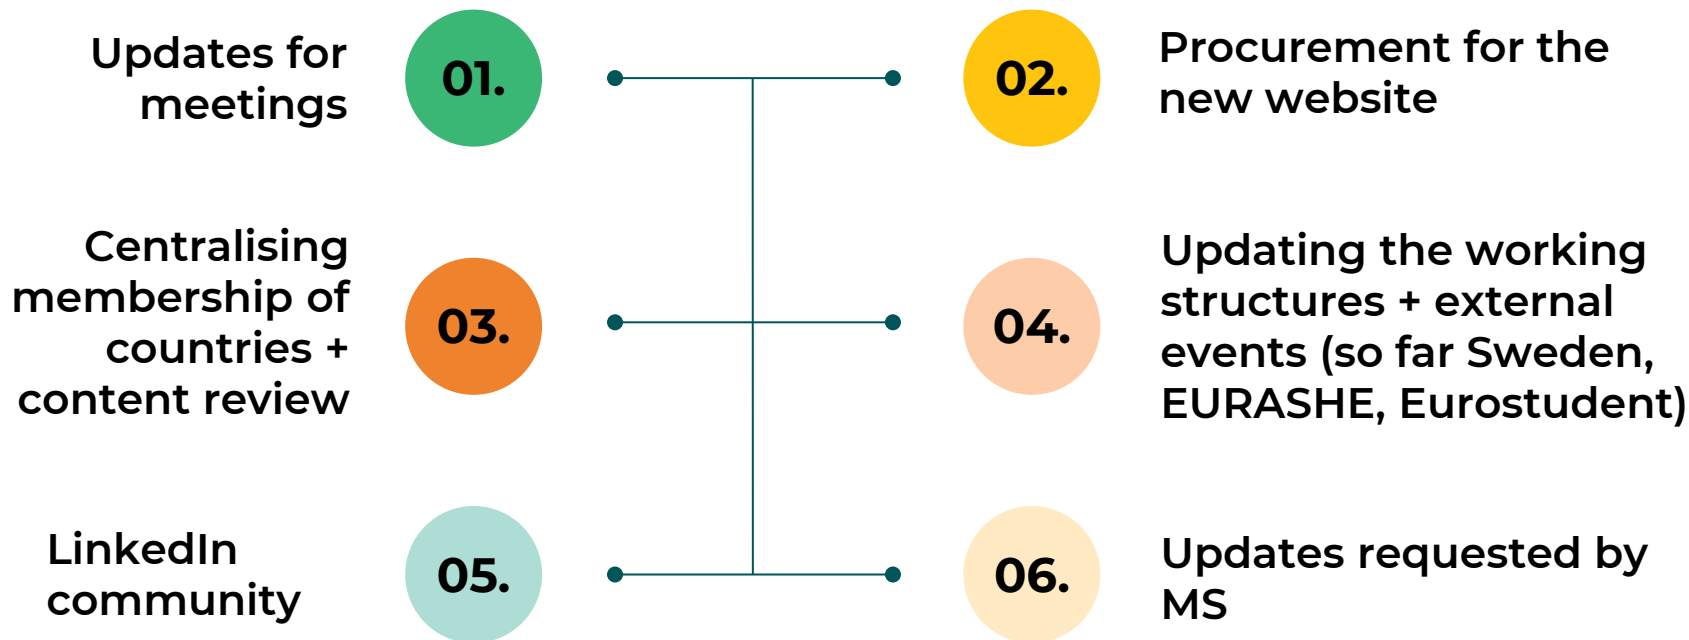 Updates for
meetings
01.
02.
Procurement for the
new website
Centralising
membership of
countries +
content review
03.
04.
Updating the working
structures + external
events (so far Sweden,
EURASHE, Eurostudent)
LinkedIn
community
05.
06.
Updates requested by
MS